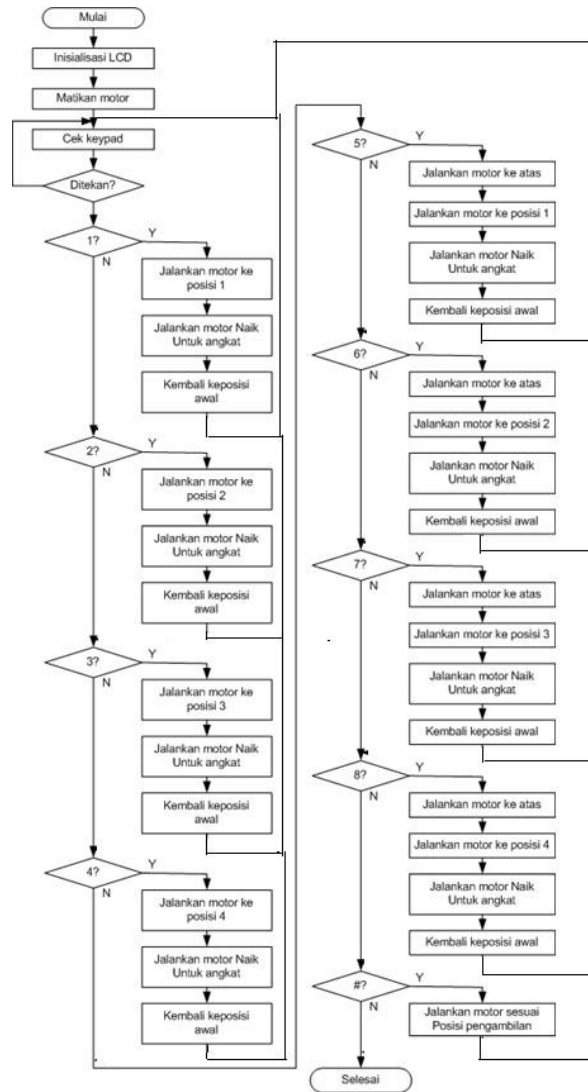 Mulai
Inisialisasi LCD
Matikan motor
Cek keypad
Ditekan?
1?
Y
N
Jalankan motor ke
posisi 1
Jalankan motor Naik
Untuk angkat
Kembali keposisi
awal
2?
Y
N
Jalankan motor ke
posisi 2
Jalankan motor Naik
Untuk angkat
Kembali keposisi
awal
3?
Y
N
Jalankan motor ke
posisi 3
Jalankan motor Naik
Untuk angkat
Kembali keposisi
awal
4?
Y
N
Jalankan motor ke
posisi 4
Jalankan motor Naik
Untuk angkat
Kembali keposisi
awal
5?
Y
N
Jalankan motor ke atas
Jalankan motor ke posisi 1
Jalankan motor Naik
Untuk angkat
Kembali keposisi awal
6?
Y
N
Jalankan motor ke atas
Jalankan motor ke posisi 2
Jalankan motor Naik
Untuk angkat
Kembali keposisi awal
7?
Y
N
Jalankan motor ke atas
Jalankan motor ke posisi 3
Jalankan motor Naik
Untuk angkat
Kembali keposisi awal
8?
Y
N
Jalankan motor ke atas
Jalankan motor ke posisi 4
Jalankan motor Naik
Untuk angkat
Kembali keposisi awal
#?
Y
N
Jalankan motor sesuai
Posisi pengambilan
Selesai